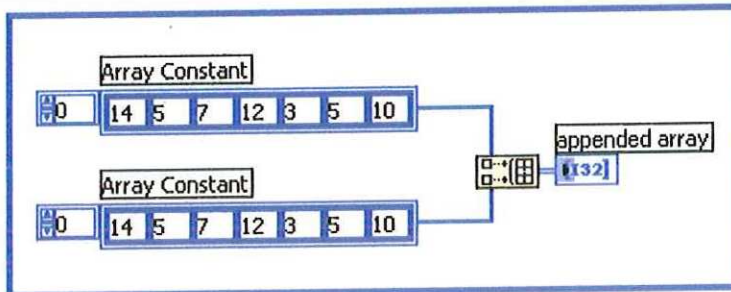 Array Constant
0 14 5 7 12 3 5 10
appended array
[I32]
Array Constant
0 14 5 7 12 3 5 10